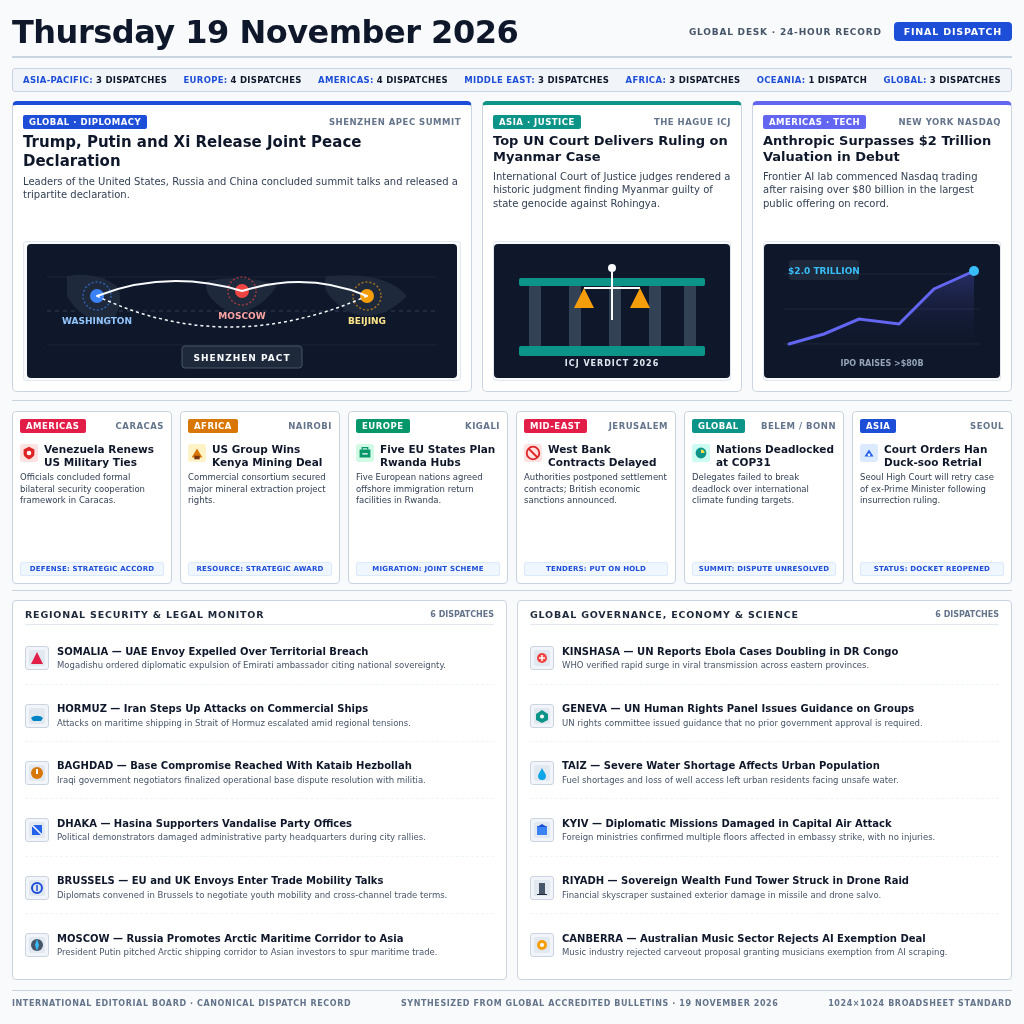 Thursday 19 November 2026
GLOBAL DESK · 24-HOUR RECORD
FINAL DISPATCH
ASIA-PACIFIC: 3 DISPATCHES
EUROPE: 4 DISPATCHES
AMERICAS: 4 DISPATCHES
MIDDLE EAST: 3 DISPATCHES
AFRICA: 3 DISPATCHES
OCEANIA: 1 DISPATCH
GLOBAL: 3 DISPATCHES
GLOBAL · DIPLOMACY
SHENZHEN APEC SUMMIT
Trump, Putin and Xi Release Joint Peace
Declaration
Leaders of the United States, Russia and China concluded summit talks and released a
tripartite declaration.
WASHINGTON
MOSCOW
BEIJING
SHENZHEN PACT
ASIA · JUSTICE
THE HAGUE ICJ
Top UN Court Delivers Ruling on
Myanmar Case
International Court of Justice judges rendered a
historic judgment finding Myanmar guilty of
state genocide against Rohingya.
ICJ VERDICT 2026
AMERICAS · TECH
NEW YORK NASDAQ
Anthropic Surpasses $2 Trillion
Valuation in Debut
Frontier AI lab commenced Nasdaq trading
after raising over $80 billion in the largest
public offering on record.
$2.0 TRILLION
IPO RAISES >$80B
AMERICAS
CARACAS
Venezuela Renews
US Military Ties
Officials concluded formal
bilateral security cooperation
framework in Caracas.
DEFENSE: STRATEGIC ACCORD
AFRICA
NAIROBI
US Group Wins
Kenya Mining Deal
Commercial consortium secured
major mineral extraction project
rights.
RESOURCE: STRATEGIC AWARD
EUROPE
KIGALI
Five EU States Plan
Rwanda Hubs
Five European nations agreed
offshore immigration return
facilities in Rwanda.
MIGRATION: JOINT SCHEME
MID-EAST
JERUSALEM
West Bank
Contracts Delayed
Authorities postponed settlement
contracts; British economic
sanctions announced.
TENDERS: PUT ON HOLD
GLOBAL
BELEM / BONN
Nations Deadlocked
at COP31
Delegates failed to break
deadlock over international
climate funding targets.
SUMMIT: DISPUTE UNRESOLVED
ASIA
SEOUL
Court Orders Han
Duck-soo Retrial
Seoul High Court will retry case
of ex-Prime Minister following
insurrection ruling.
STATUS: DOCKET REOPENED
REGIONAL SECURITY & LEGAL MONITOR
6 DISPATCHES
SOMALIA — UAE Envoy Expelled Over Territorial Breach
Mogadishu ordered diplomatic expulsion of Emirati ambassador citing national sovereignty.
HORMUZ — Iran Steps Up Attacks on Commercial Ships
Attacks on maritime shipping in Strait of Hormuz escalated amid regional tensions.
BAGHDAD — Base Compromise Reached With Kataib Hezbollah
Iraqi government negotiators finalized operational base dispute resolution with militia.
DHAKA — Hasina Supporters Vandalise Party Offices
Political demonstrators damaged administrative party headquarters during city rallies.
BRUSSELS — EU and UK Envoys Enter Trade Mobility Talks
Diplomats convened in Brussels to negotiate youth mobility and cross-channel trade terms.
MOSCOW — Russia Promotes Arctic Maritime Corridor to Asia
President Putin pitched Arctic shipping corridor to Asian investors to spur maritime trade.
GLOBAL GOVERNANCE, ECONOMY & SCIENCE
6 DISPATCHES
KINSHASA — UN Reports Ebola Cases Doubling in DR Congo
WHO verified rapid surge in viral transmission across eastern provinces.
GENEVA — UN Human Rights Panel Issues Guidance on Groups
UN rights committee issued guidance that no prior government approval is required.
TAIZ — Severe Water Shortage Affects Urban Population
Fuel shortages and loss of well access left urban residents facing unsafe water.
KYIV — Diplomatic Missions Damaged in Capital Air Attack
Foreign ministries confirmed multiple floors affected in embassy strike, with no injuries.
RIYADH — Sovereign Wealth Fund Tower Struck in Drone Raid
Financial skyscraper sustained exterior damage in missile and drone salvo.
CANBERRA — Australian Music Sector Rejects AI Exemption Deal
Music industry rejected carveout proposal granting musicians exemption from AI scraping.
INTERNATIONAL EDITORIAL BOARD · CANONICAL DISPATCH RECORD
SYNTHESIZED FROM GLOBAL ACCREDITED BULLETINS · 19 NOVEMBER 2026
1024×1024 BROADSHEET STANDARD